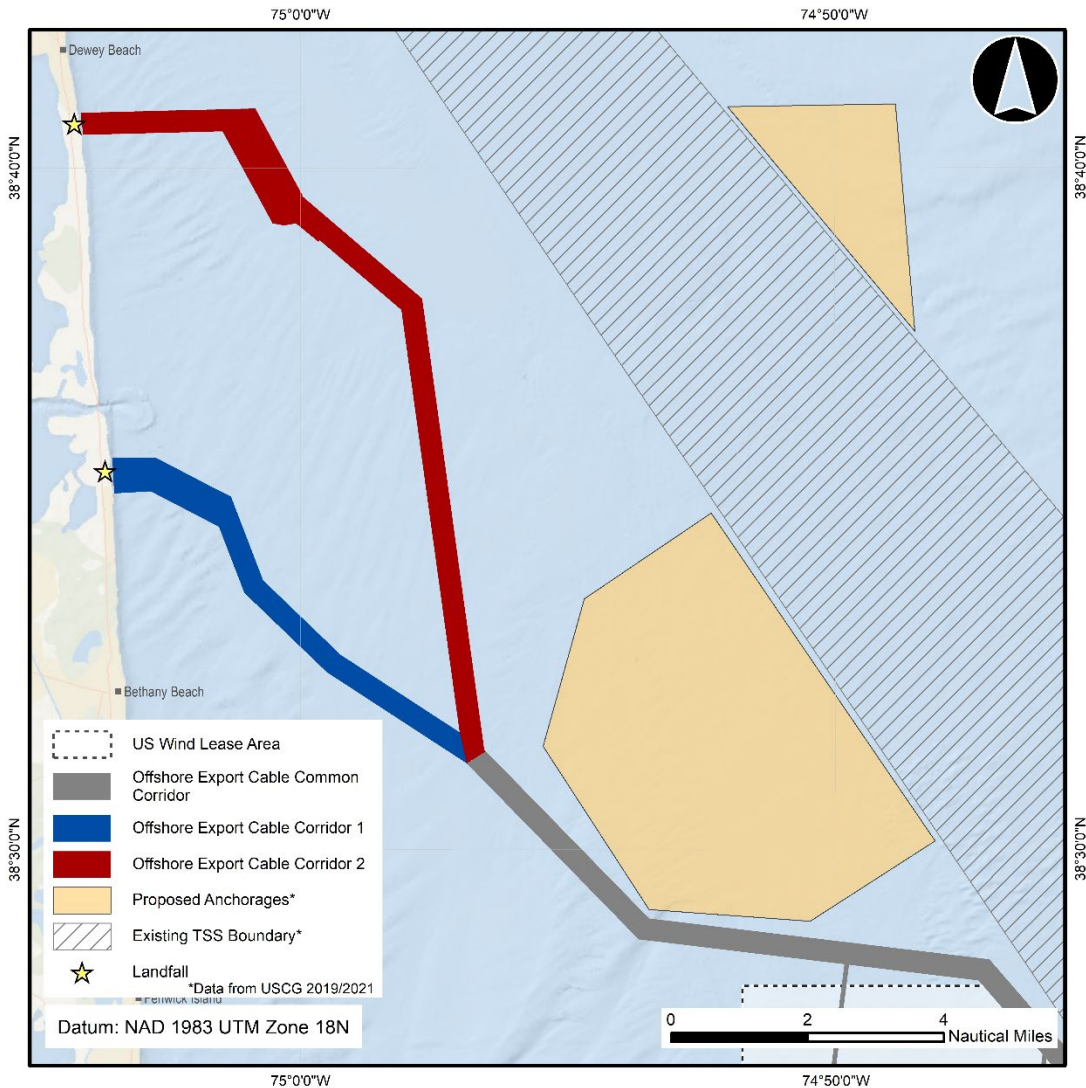 75°0'0"W
74°50'0"W
Dewey Beach
38°40'0"N
38°40'0"N
Bethany Beach
US Wind Lease Area
Offshore Export Cable Common
Corridor
Offshore Export Cable Corridor 1
38°30'0"N
38°30'0"N
Offshore Export Cable Corridor 2
Proposed Anchorages*
Existing TSS Boundary*
Landfall
*Data from USCG 2019/2021
Fenwick Island
Datum: NAD 1983 UTM Zone 18N
0 2 4
Nautical Miles
75°0'0"W
74°50'0"W